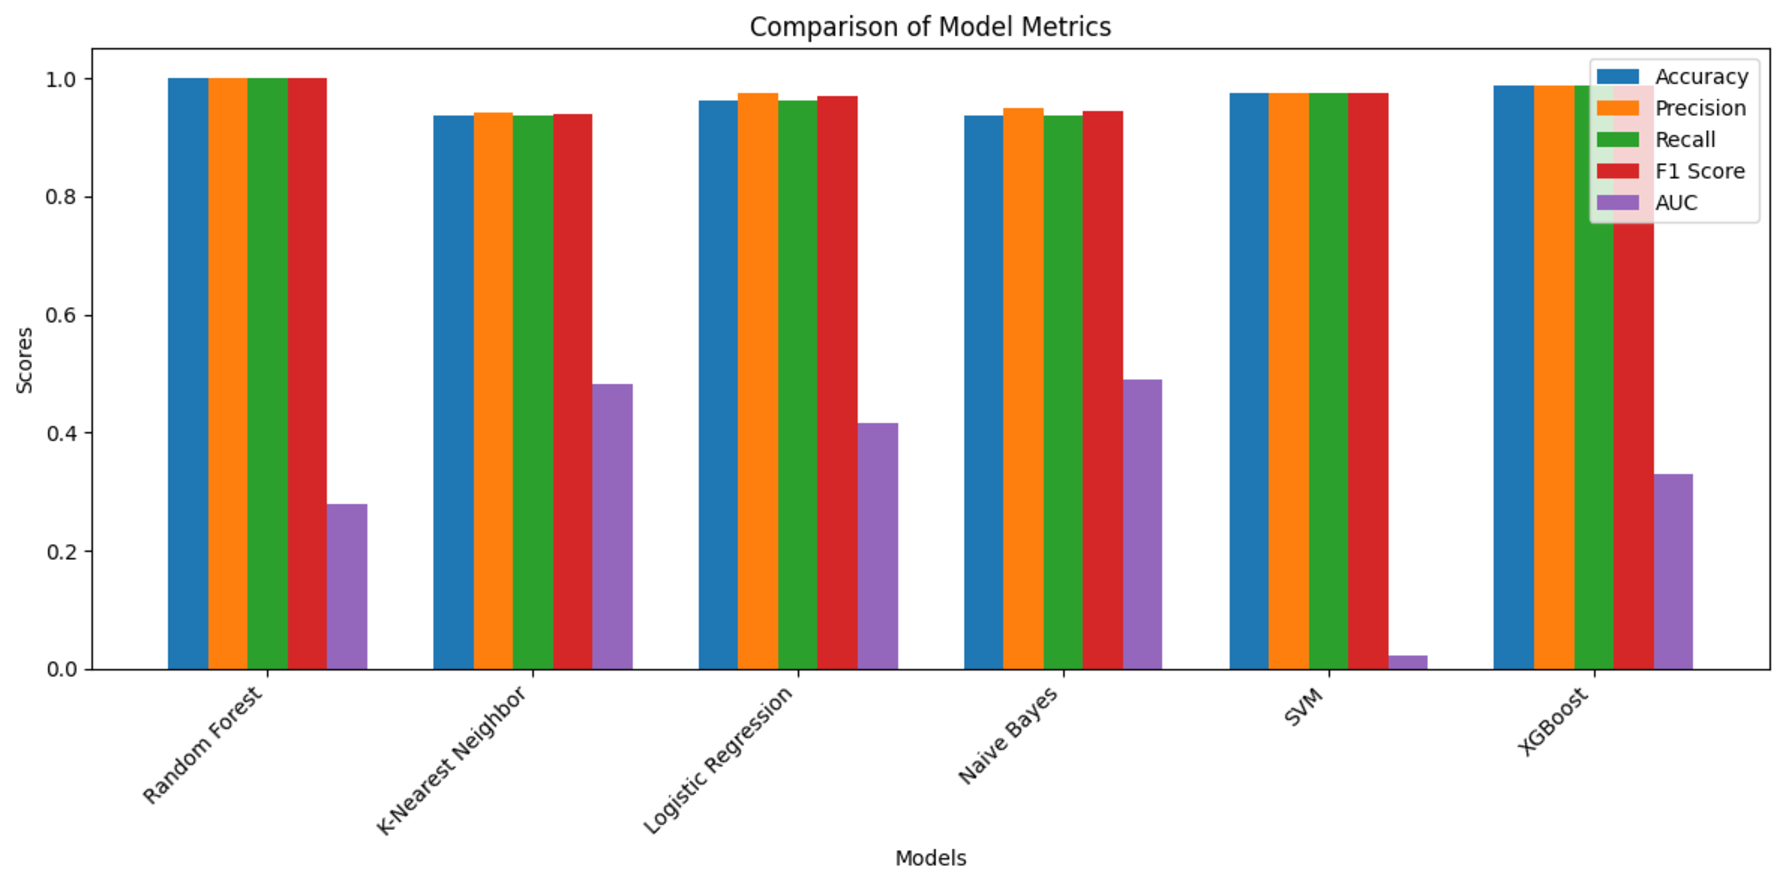 Comparison of Model Metrics
1.0
0.8
0.6
0.4
0.2
0.0
Scores
Accuracy
Precision
Recall
F1 Score
AUC
Random Forest
K-Nearest Neighbor
Logistic Regression
Naive Bayes
SVM
XGBoost
Models